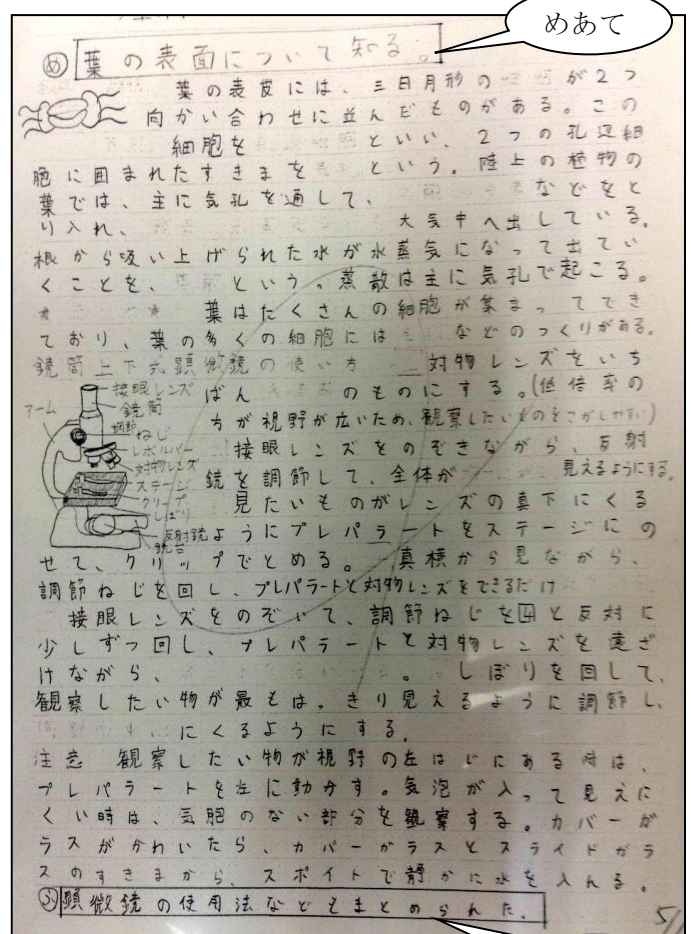 めあて
め 葉の表面について知る。
葉の表皮には、三日月形の が2つ
向かい合わせに並んだものがある。この
細胞を といい、2つの孔辺細
胞に囲まれたすきまを という。陸上の植物の
葉では、主に気孔を通して、 などをと
り入れ、 大気中へ出している。
根から吸い上げられた水が水蒸気になって出てい
くことを、 という。蒸散は主に気孔で起こる。
葉はたくさんの細胞が集まってでき
ており、葉の多くの細胞には などのつくりがある。
鏡筒上下式顕微鏡の使い方 対物レンズをいち
ばん のものにする。(低倍率の
方が視野が広いため、観察したいものをさがしやすい)
接眼レンズをのぞきながら、反射
鏡を調節して、全体が 見えるようにする。
見たいものがレンズの真下にくる
ようにプレパラートをステージにの
せて、クリップでとめる。 真横から見ながら、
調節ねじを回し、プレパラートと対物レンズをできるだけ
接眼レンズをのぞいて、調節ねじを四と反対に
少しずつ回し、プレパラートと対物レンズを遠ざ
けながら、 。 しぼりを回して、
観察したい物が最もはっきり見えるように調節し、
にくるようにする。
注意 観察したい物が視野の左はじにある時は、
プレパラートを左に動かす。気泡が入って見えに
くい時は、気胞のない部分を観察する。カバーガ
ラスがかわいたら、カバーガラスとスライドガラ
スのすきまから、スポイトで静かに水を入れる。
ふ 顕微鏡の使用法などもまとめられた。
5/
アーム
接眼レンズ
鏡筒
調節ねじ
レボルバー
対物レンズ
ステージ
クリップ
しぼり
反射鏡
鏡台